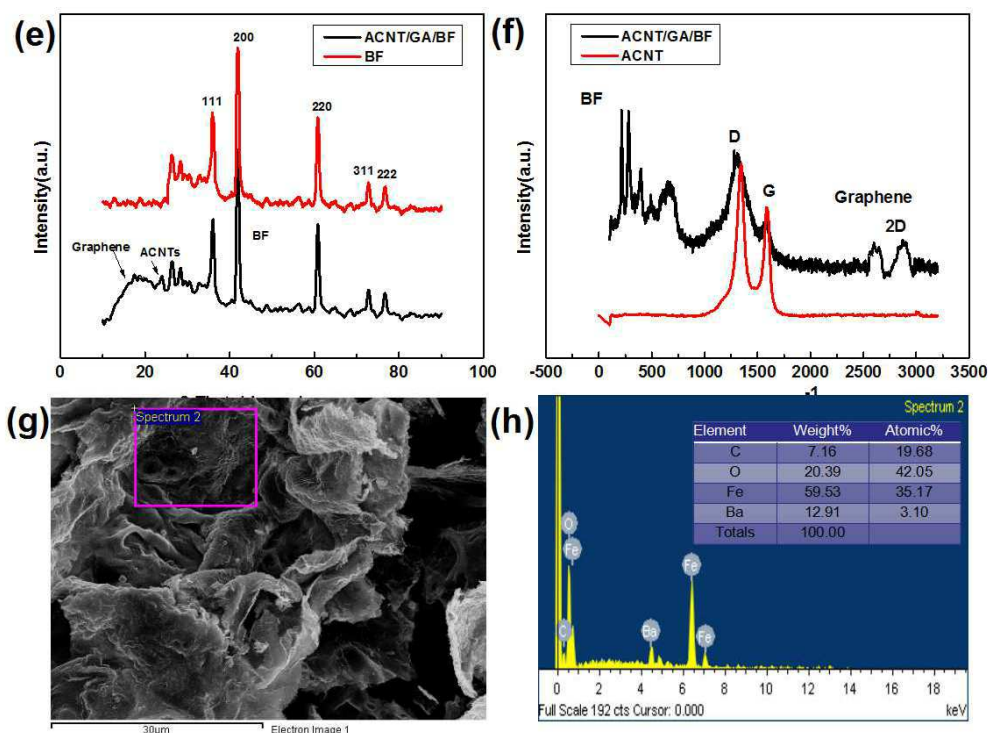 (e)
ACNT/GA/BF
BF
200
111
220
311
222
BF
Graphene
ACNTs
Intensity(a.u.)
0 20 40 60 80 100
(f)
ACNT/GA/BF
ACNT
BF
D
G
Graphene
2D
Intensity(a.u.)
-500 0 500 1000 1500 2000 2500 3000 3500
-1
(g)
Spectrum 2
30um
Electron Image 1
(h)
Spectrum 2
Element Weight% Atomic%
C 7.16 19.68
O 20.39 42.05
Fe 59.53 35.17
Ba 12.91 3.10
Totals 100.00
O
Fe
C
Ba
Fe
Fe
0 2 4 6 8 10 12 14 16 18
Full Scale 192 cts Cursor: 0.000 keV